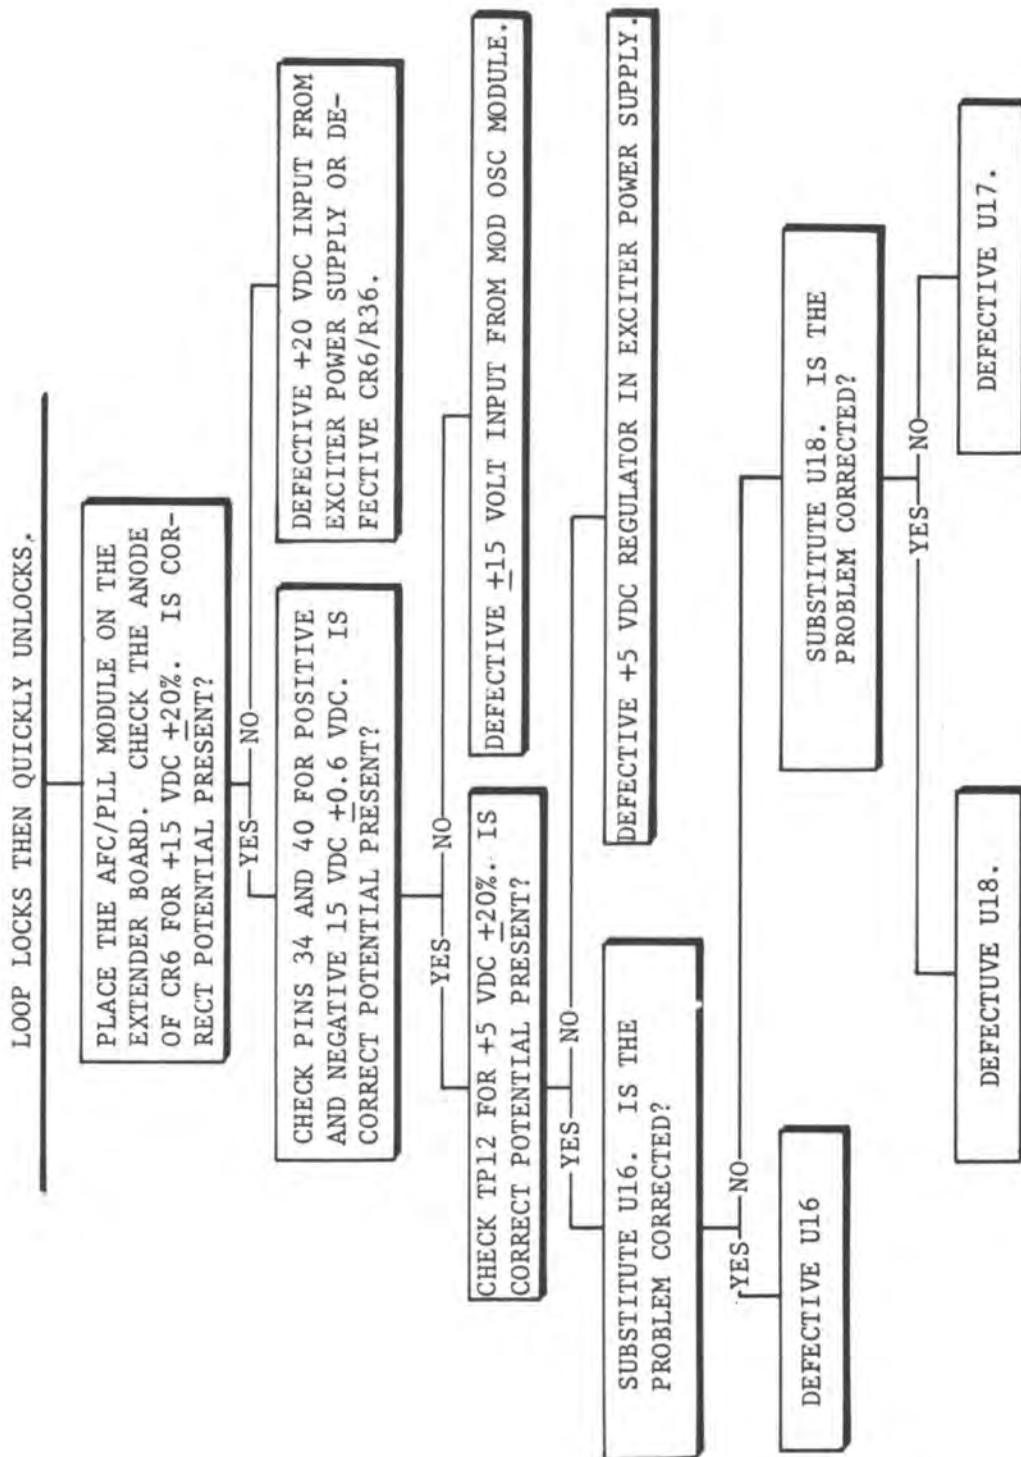 LOOP LOCKS THEN QUICKLY UNLOCKS.
PLACE THE AFC/PLL MODULE ON THE
EXTENDER BOARD. CHECK THE ANODE
OF CR6 FOR +15 VDC ±20%. IS COR-
RECT POTENTIAL PRESENT?
YES NO
CHECK PINS 34 AND 40 FOR POSITIVE
AND NEGATIVE 15 VDC ±0.6 VDC. IS
CORRECT POTENTIAL PRESENT?
DEFECTIVE +20 VDC INPUT FROM
EXCITER POWER SUPPLY OR DE-
FECTIVE CR6/R36.
YES NO
CHECK TP12 FOR +5 VDC ±20%. IS
CORRECT POTENTIAL PRESENT?
DEFECTIVE ±15 VOLT INPUT FROM MOD OSC MODULE.
YES NO
SUBSTITUTE U16. IS THE
PROBLEM CORRECTED?
DEFECTIVE +5 VDC REGULATOR IN EXCITER POWER SUPPLY.
YES NO
DEFECTIVE U16
SUBSTITUTE U18. IS THE
PROBLEM CORRECTED?
YES NO
DEFECTUVE U18.
DEFECTIVE U17.